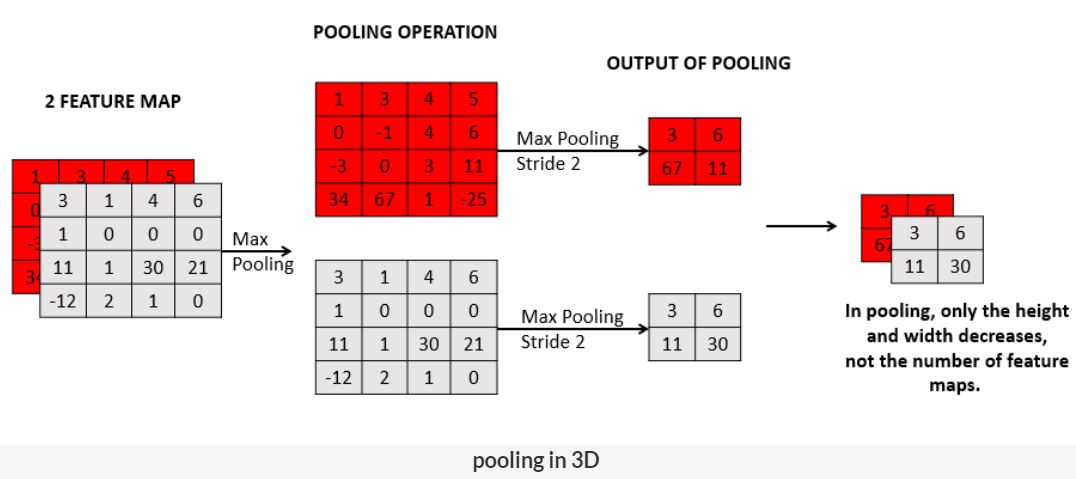 POOLING OPERATION
OUTPUT OF POOLING
2 FEATURE MAP
1 3 4 5
0
-3
34
3 1 4 6
1 0 0 0
11 1 30 21
-12 2 1 0
Max
Pooling
1 3 4 5
0 -1 4 6
-3 0 3 11
34 67 1 -25
Max Pooling
Stride 2
3 6
67 11
3 1 4 6
1 0 0 0
11 1 30 21
-12 2 1 0
Max Pooling
Stride 2
3 6
11 30
3 6
67
3 6
11 30
In pooling, only the height
and width decreases,
not the number of feature
maps.
pooling in 3D